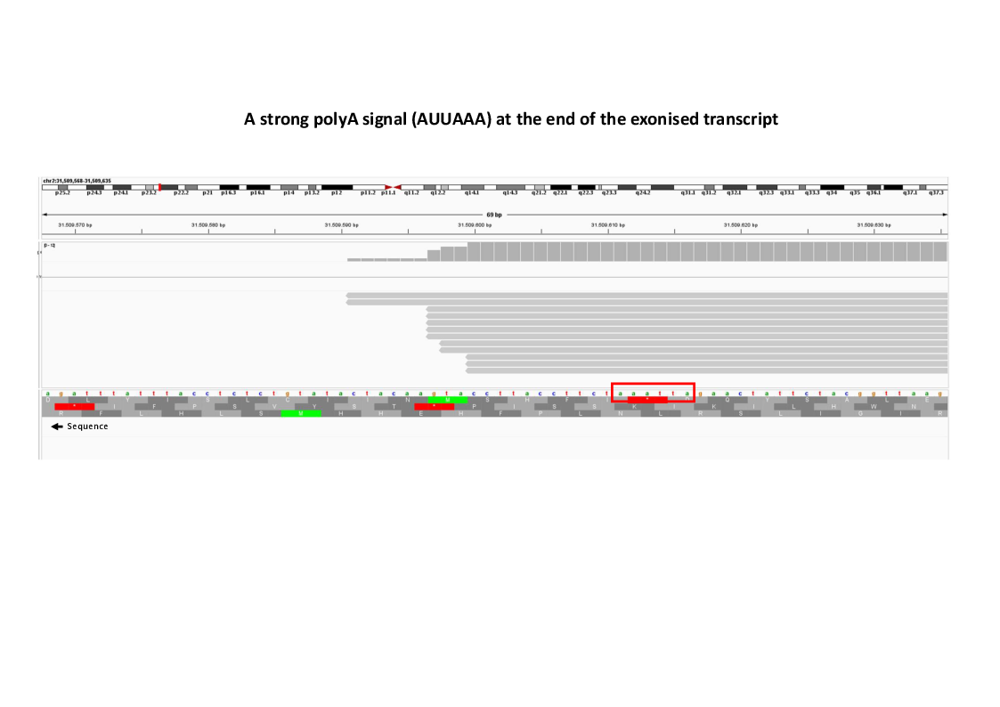 A strong polyA signal (AUUAAA) at the end of the exonised transcript
chr2:31,509,568-31,509,635
p25.2 p24.3 p24.1 p23.2 p22.2 p21 p16.3 p16.1 p14 p13.2 p12 p11.2 p11.1 q11.2 q12.2 q14.1 q14.3 q21.2 q22.1 q22.3 q23.3 q24.2 q31.1 q31.2 q32.1 q32.3 q33.1 q33.3 q34 q35 q36.1 q37.1 q37.3
69 bp
31.509.570 bp 31.509.580 bp 31.509.590 bp 31.509.600 bp 31.509.610 bp 31.509.620 bp 31.509.630 bp
a g a t t t a t t t a c c t c t c t g t a t a c t a c a a g t a c c t t a c c t t c t a a a t t a g a a c t a t t c t a c g g t t a a g
R F L H L S M H H E H F P L N L R S L I G I R
Sequence